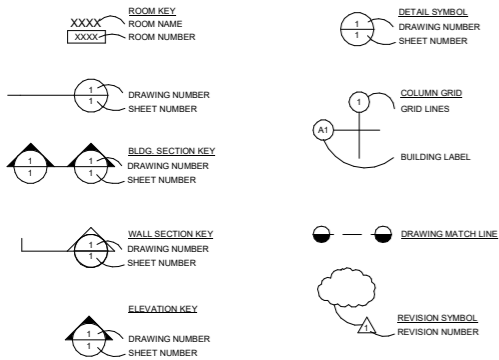 ROOM KEY
XXXX ROOM NAME
XXXX ROOM NUMBER
1 DRAWING NUMBER
1 SHEET NUMBER
BLDG. SECTION KEY
1 1 DRAWING NUMBER
1 1 SHEET NUMBER
WALL SECTION KEY
1 DRAWING NUMBER
1 SHEET NUMBER
ELEVATION KEY
1 DRAWING NUMBER
1 SHEET NUMBER
DETAIL SYMBOL
1 DRAWING NUMBER
1 SHEET NUMBER
COLUMN GRID
1 GRID LINES
A1
BUILDING LABEL
DRAWING MATCH LINE
REVISION SYMBOL
1 REVISION NUMBER